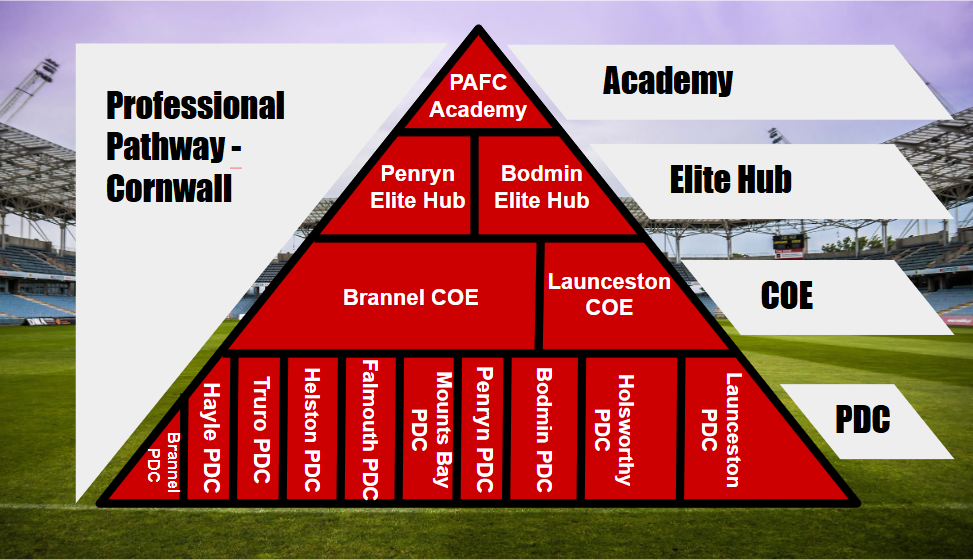 Professional
Pathway -
Cornwall
PAFC
Academy
Academy
Penryn
Elite Hub
Bodmin
Elite Hub
Elite Hub
Brannel COE
Launceston
COE
COE
Brannel
PDC
Hayle PDC
Truro PDC
Helston PDC
Falmouth PDC
Mounts Bay
PDC
Penryn PDC
Bodmin PDC
Holsworthy
PDC
Launceston
PDC
PDC